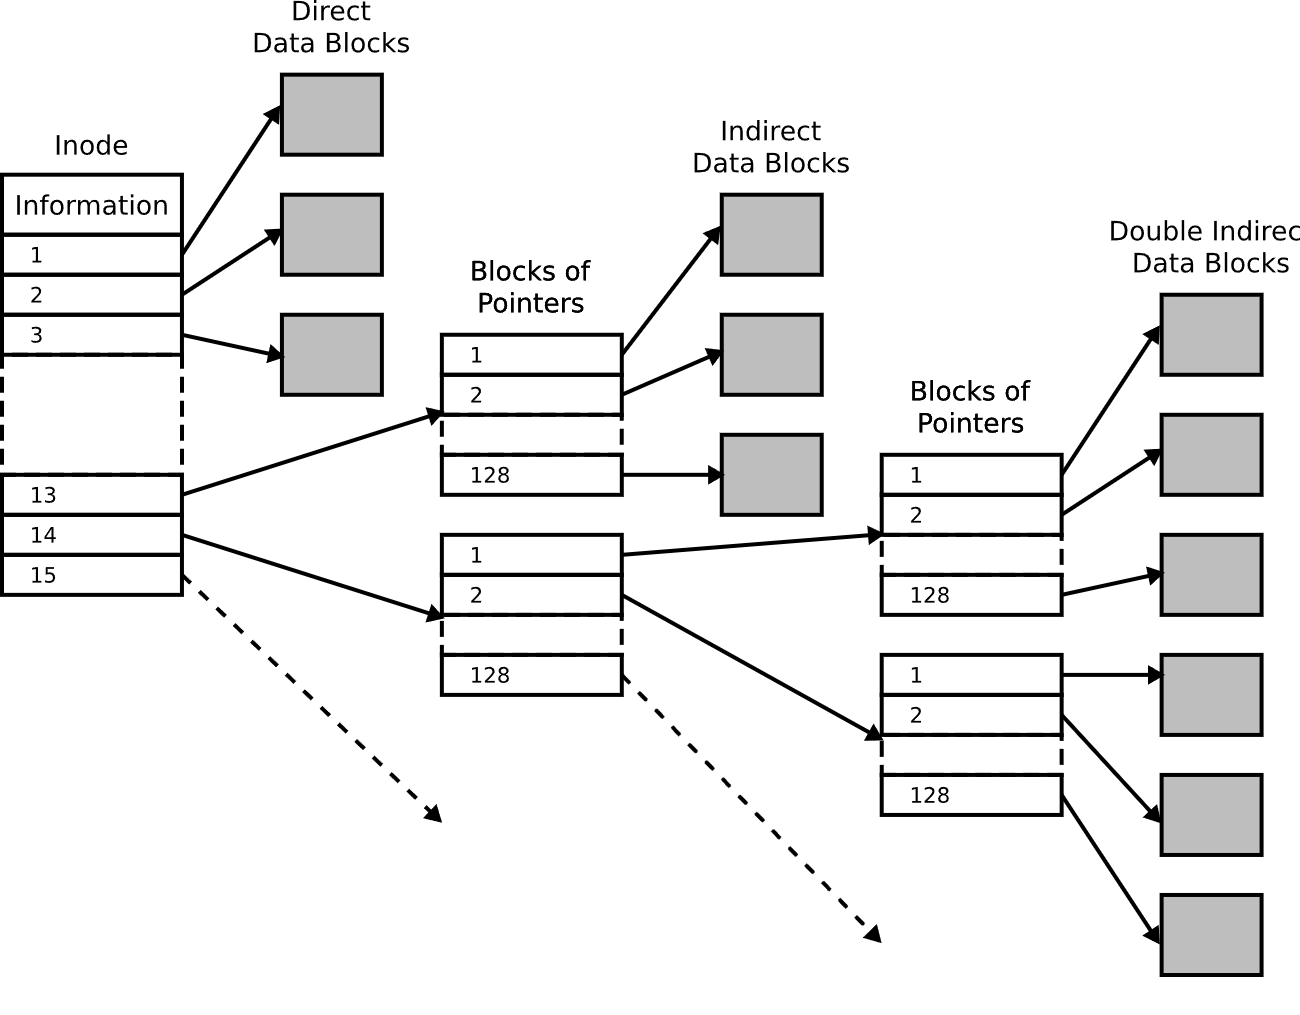 Direct
Data Blocks
Inode
Information
1
2
3
13
14
15
Blocks of
Pointers
1
2
128
1
2
128
Indirect
Data Blocks
Blocks of
Pointers
1
2
128
1
2
128
Double Indirec
Data Blocks